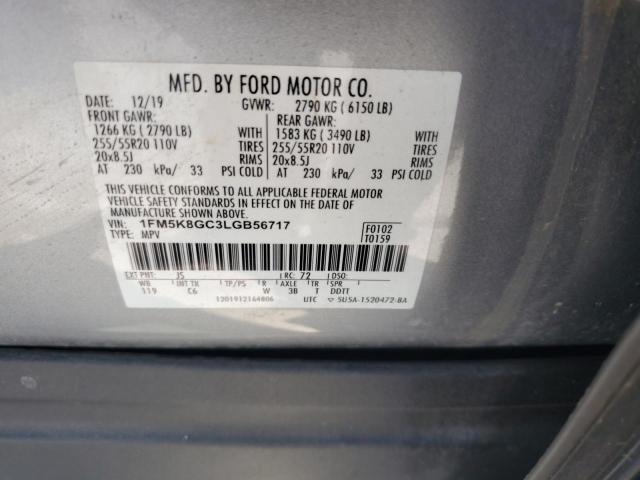 MFD. BY FORD MOTOR CO.
DATE: 12/19 GVWR: 2790 KG ( 6150 LB)
FRONT GAWR: REAR GAWR:
1266 KG ( 2790 LB) WITH 1583 KG ( 3490 LB) WITH
255/55R20 110V TIRES 255/55R20 110V TIRES
20x8.5J RIMS 20x8.5J RIMS
AT 230 kPa/ 33 PSI COLD AT 230 kPa/ 33 PSI COLD
THIS VEHICLE CONFORMS TO ALL APPLICABLE FEDERAL MOTOR
VEHICLE SAFETY STANDARDS IN EFFECT ON THE DATE OF
MANUFACTURE SHOWN ABOVE.
VIN: 1FM5K8GC3LGB56717 F0102
TYPE: MPV T0159
EXT PNT: JS RC: 72 DSO:
WB INT TR TP/PS R AXLE TR SPR
119 C6 W 3B T DDTT
1201912164806 UTC ▽ 5U5A-1520472-BA